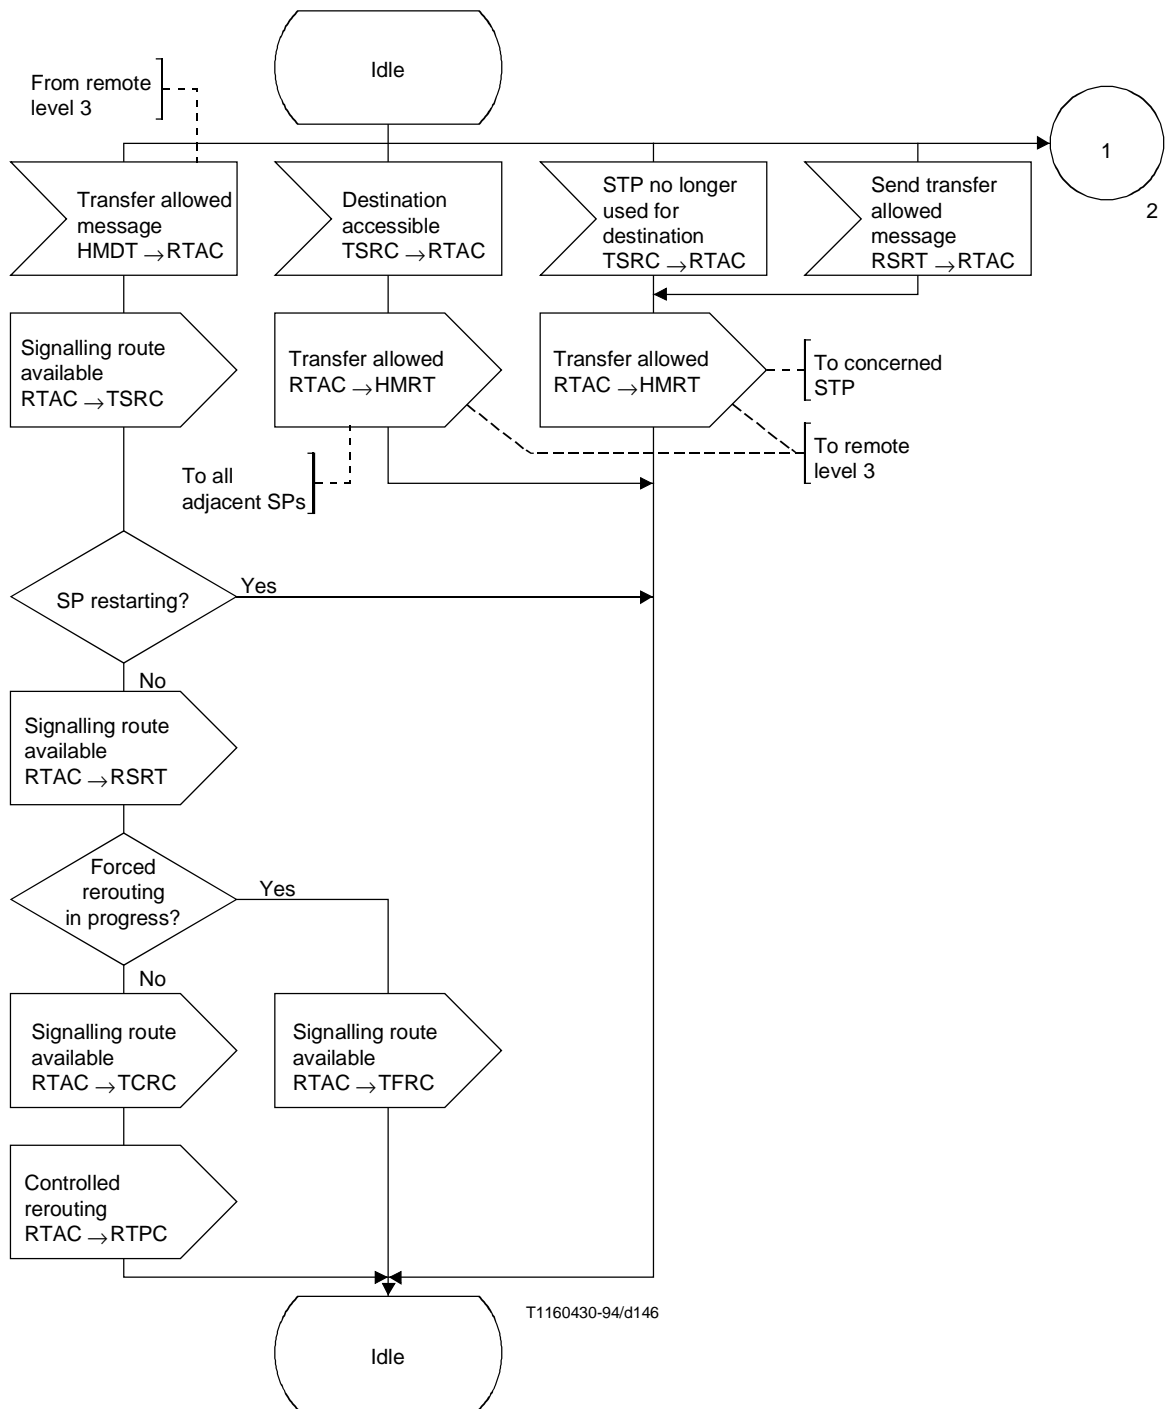 Idle
From remote
level 3
1
2
Transfer allowed
message
HMDT →RTAC
Destination
accessible
TSRC →RTAC
STP no longer
used for
destination
TSRC →RTAC
Send transfer
allowed
message
RSRT →RTAC
Signalling route
available
RTAC →TSRC
Transfer allowed
RTAC →HMRT
Transfer allowed
RTAC →HMRT
To concerned
STP
To remote
level 3
To all
adjacent SPs
SP restarting?
Yes
No
Signalling route
available
RTAC →RSRT
Forced
rerouting
in progress?
Yes
No
Signalling route
available
RTAC →TCRC
Signalling route
available
RTAC →TFRC
Controlled
rerouting
RTAC →RTPC
T1160430-94/d146
Idle